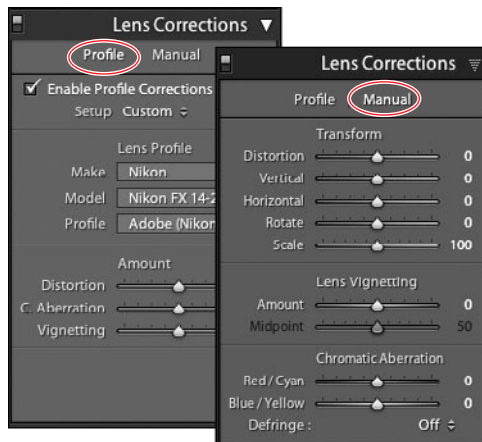 Lens Corrections
Profile Manual
Enable Profile Corrections
Setup Custom
Lens Profile
Make Nikon
Model Nikon FX 14-2
Profile Adobe (Nikon
Amount
Distortion
C. Aberration
Vignetting
Lens Corrections
Profile Manual
Transform
Distortion 0
Vertical 0
Horizontal 0
Rotate 0
Scale 100
Lens Vignetting
Amount 0
Midpoint 50
Chromatic Aberration
Red / Cyan 0
Blue / Yellow 0
Defringe : Off